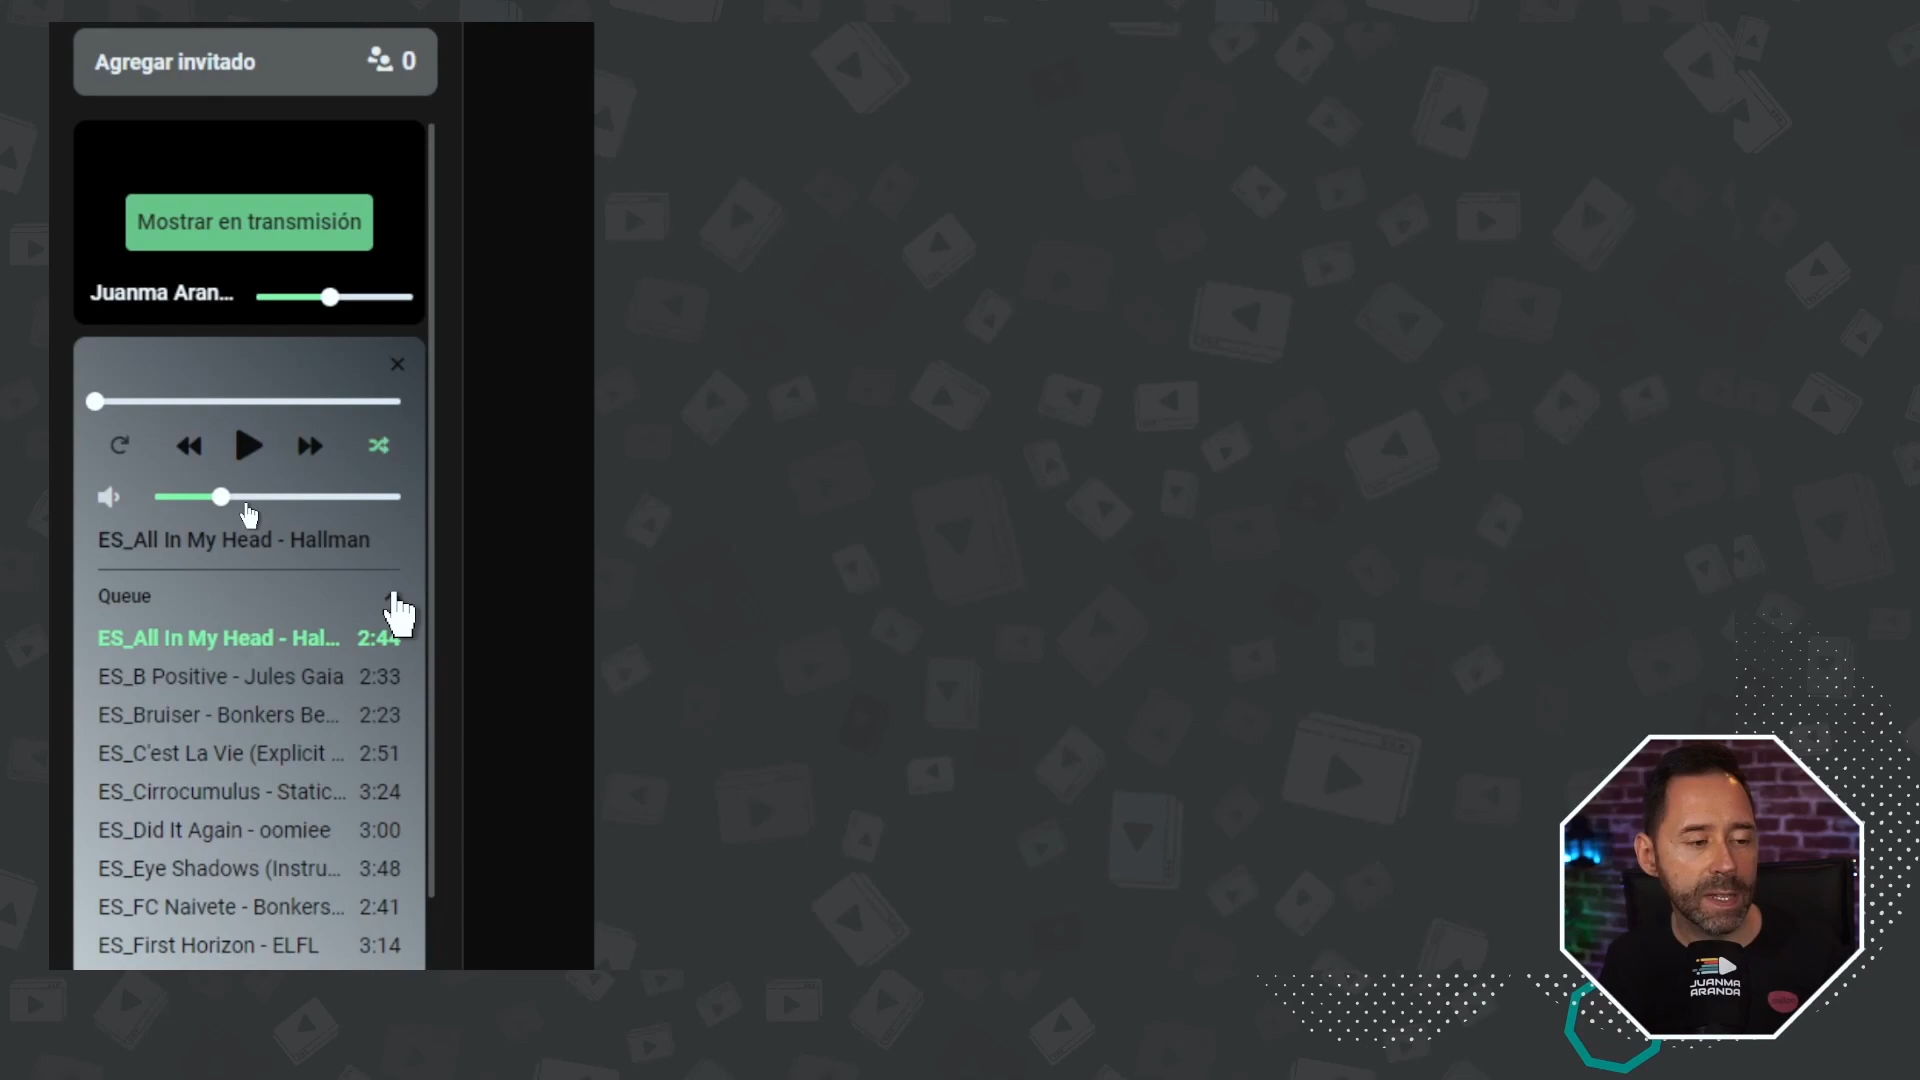 Agregar invitado 0
Mostrar en transmisión
Juanma Aran...
ES_All In My Head - Hallman
Queue
ES_All In My Head - Hal... 2:44
ES_B Positive - Jules Gaia 2:33
ES_Bruiser - Bonkers Be... 2:23
ES_C'est La Vie (Explicit ... 2:51
ES_Cirrocumulus - Static... 3:24
ES_Did It Again - oomiee 3:00
ES_Eye Shadows (Instru... 3:48
ES_FC Naivete - Bonkers... 2:41
ES_First Horizon - ELFL 3:14
JUANMA
ARANDA